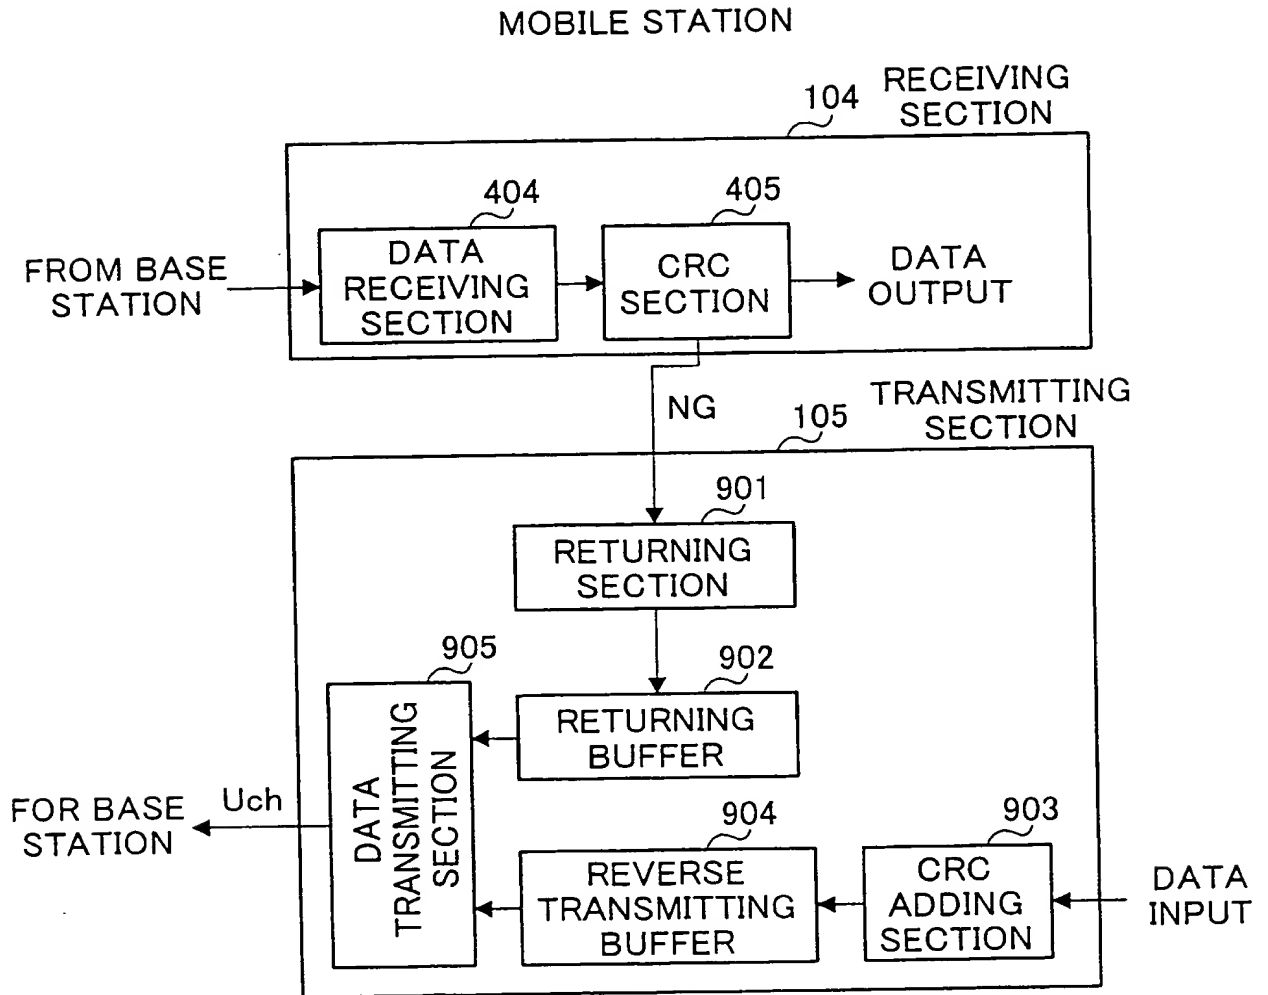 MOBILE STATION
RECEIVING
SECTION
104
404
405
FROM BASE
STATION
DATA
RECEIVING
SECTION
CRC
SECTION
DATA
OUTPUT
NG
TRANSMITTING
SECTION
105
901
RETURNING
SECTION
905
902
DATA
TRANSMITTING
SECTION
RETURNING
BUFFER
Uch
FOR BASE
STATION
904
903
REVERSE
TRANSMITTING
BUFFER
CRC
ADDING
SECTION
DATA
INPUT